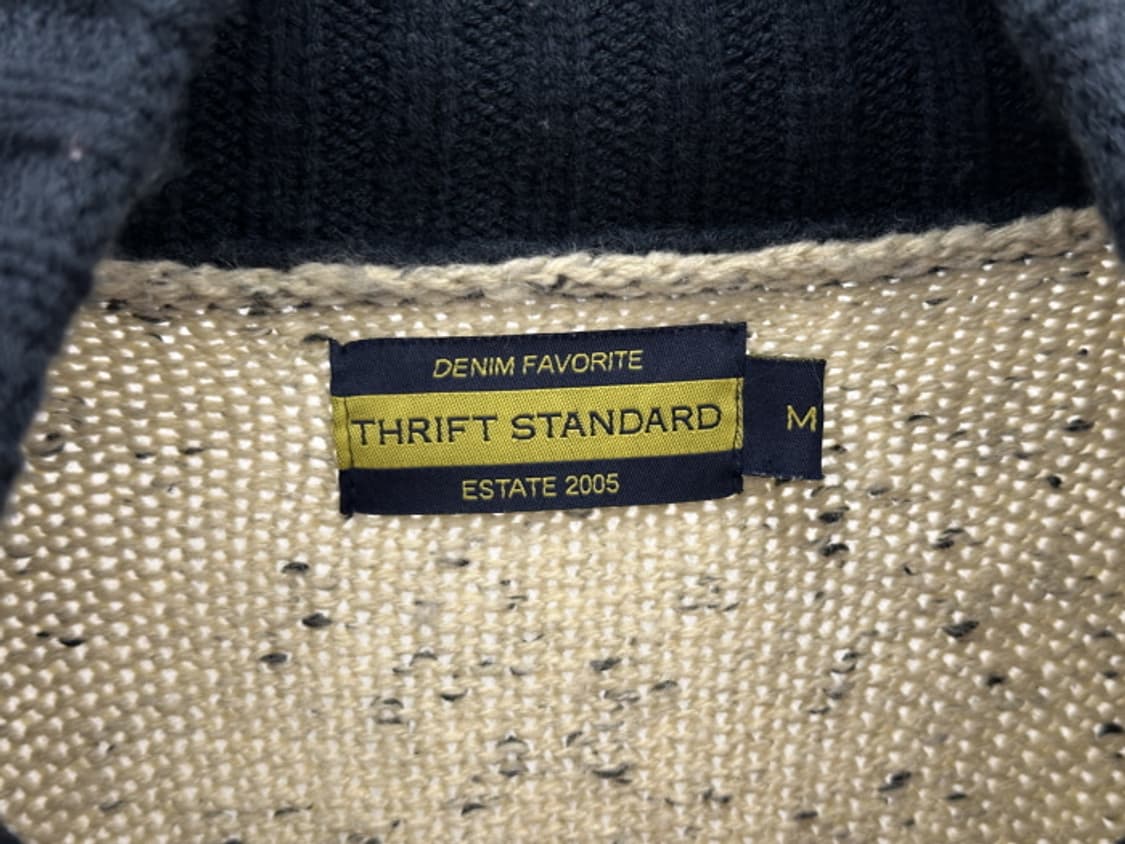 DENIM FAVORITE
THRIFT STANDARD
M
ESTATE 2005